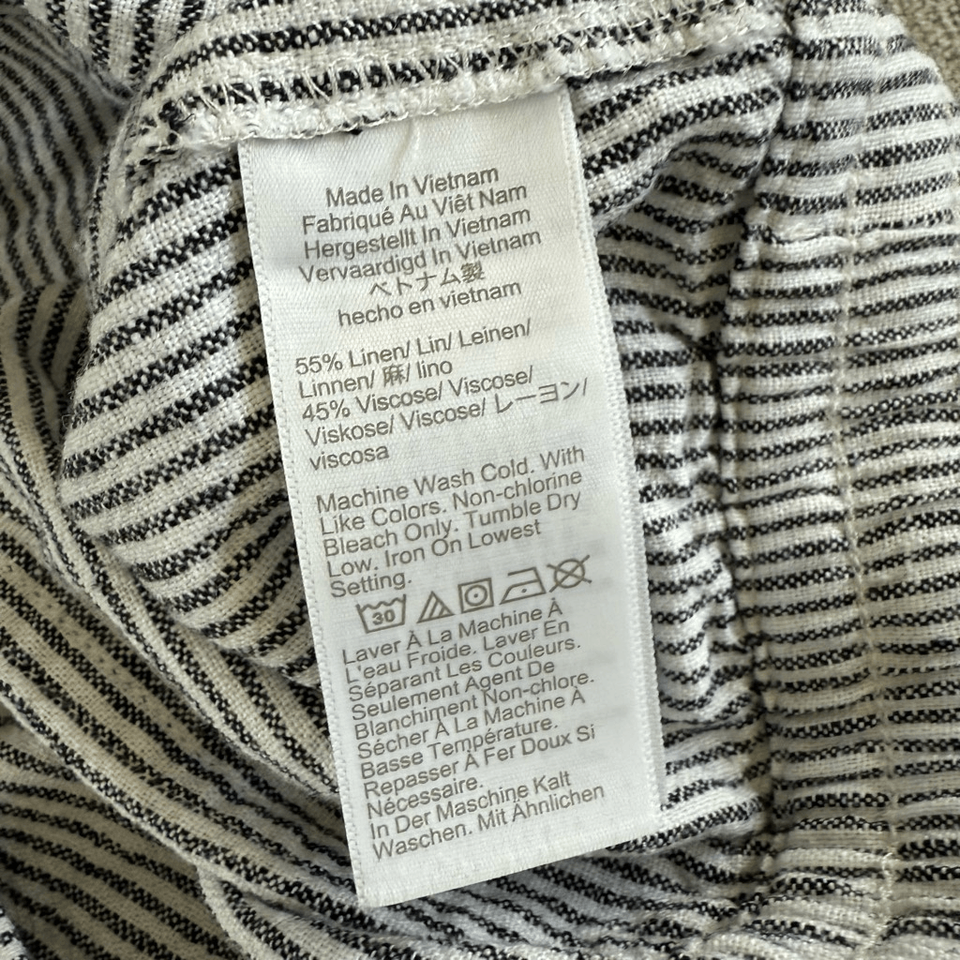 Made In Vietnam
Fabriqué Au Viêt Nam
Hergestellt In Vietnam
Vervaardigd In Vietnam
ベトナム製
hecho en vietnam
55% Linen/ Lin/ Leinen/
Linnen/ 麻/ lino
45% Viscose/ Viscose/
Viskose/ Viscose/ レーヨン/
viscosa
Machine Wash Cold. With
Like Colors. Non-chlorine
Bleach Only. Tumble Dry
Low. Iron On Lowest
Setting.
30
Laver À La Machine À
L'eau Froide. Laver En
Séparant Les Couleurs.
Seulement Agent De
Blanchiment Non-chlore.
Sécher À La Machine À
Basse Température.
Repasser À Fer Doux Si
Nécessaire.
In Der Maschine Kalt
Waschen. Mit Ähnlichen